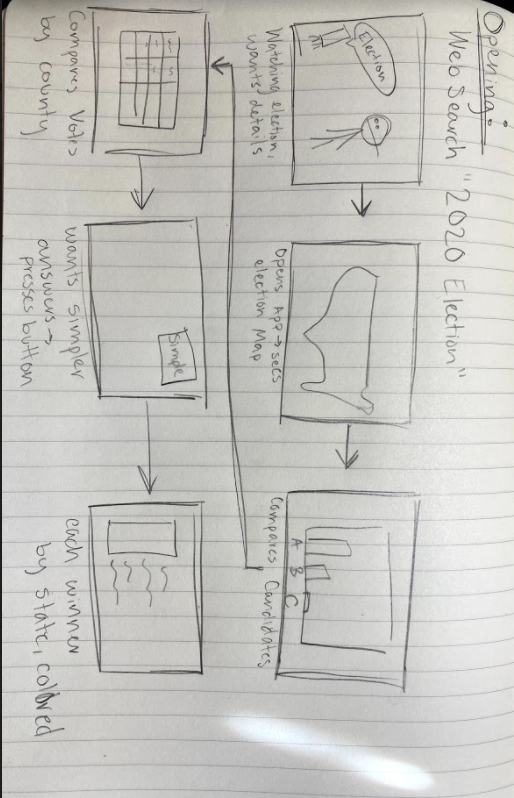 Opening:
Web Search "2020 Election"
Election
Watching election,
wants details
Opens App → sees
election Map
A B C
Compares Candidates
Compares Votes
by county
Simple
wants simpler
answers →
presses button
each winner
by state, colored